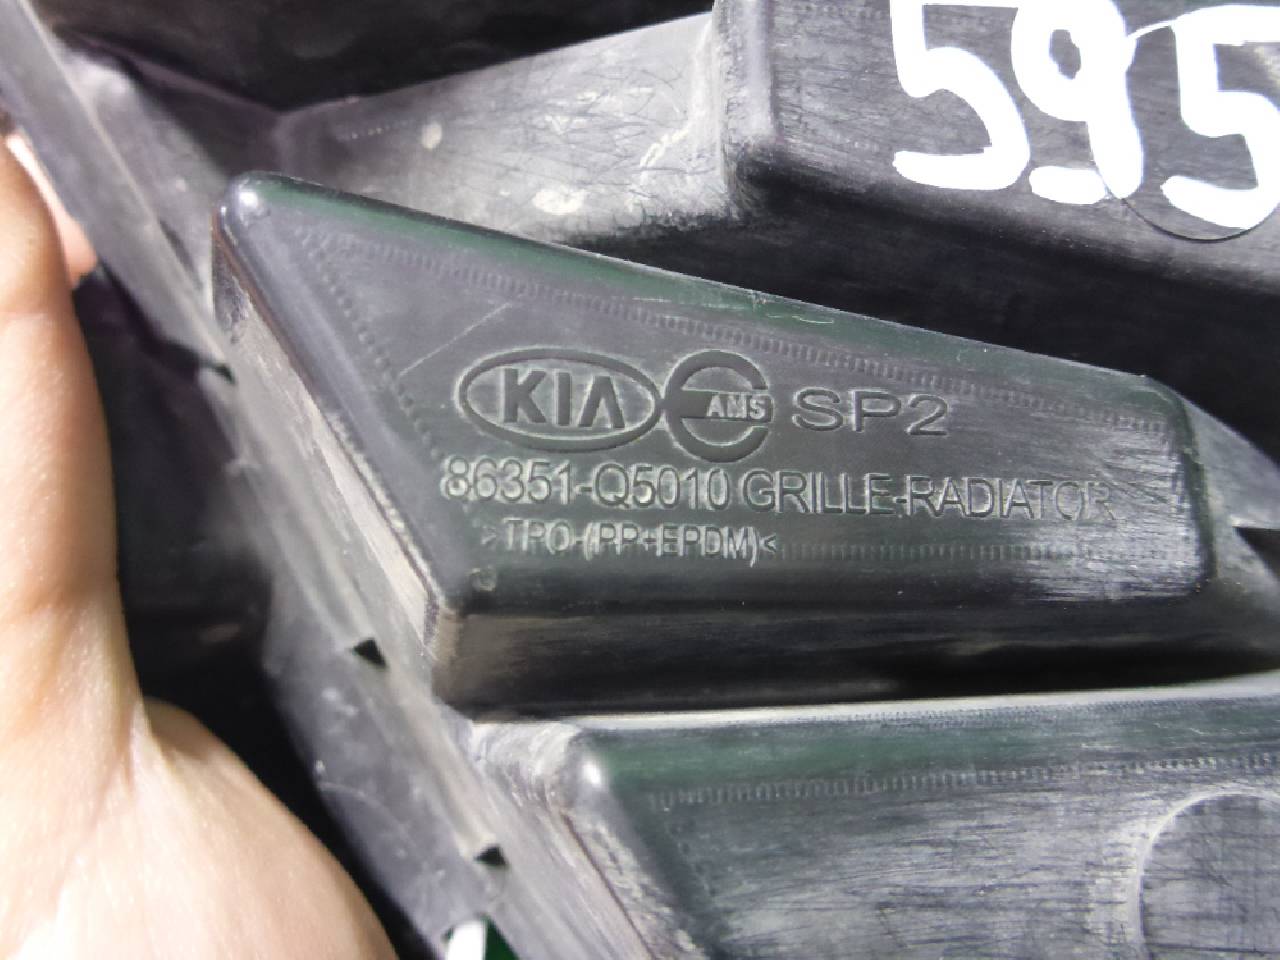 595
KIA AMS SP2
86351-Q5010 GRILLE-RADIATOR
>TPO-(PP+EPDM)<